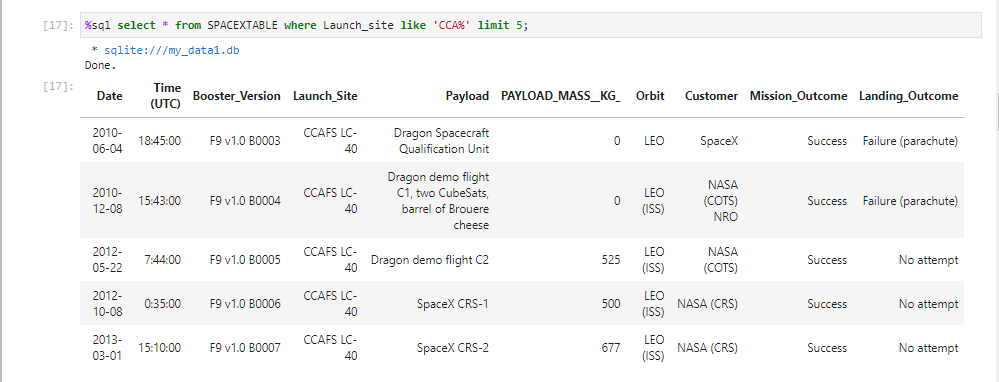 [17]: %sql select * from SPACEXTABLE where Launch_site like 'CCA%' limit 5;
* sqlite:///my_data1.db
Done.
[17]:
Date Time (UTC) Booster_Version Launch_Site Payload PAYLOAD_MASS__KG_ Orbit Customer Mission_Outcome Landing_Outcome
2010-06-04 18:45:00 F9 v1.0 B0003 CCAFS LC-40 Dragon Spacecraft Qualification Unit 0 LEO SpaceX Success Failure (parachute)
2010-12-08 15:43:00 F9 v1.0 B0004 CCAFS LC-40 Dragon demo flight C1, two CubeSats, barrel of Brouere cheese 0 LEO (ISS) NASA (COTS) NRO Success Failure (parachute)
2012-05-22 7:44:00 F9 v1.0 B0005 CCAFS LC-40 Dragon demo flight C2 525 LEO (ISS) NASA (COTS) Success No attempt
2012-10-08 0:35:00 F9 v1.0 B0006 CCAFS LC-40 SpaceX CRS-1 500 LEO (ISS) NASA (CRS) Success No attempt
2013-03-01 15:10:00 F9 v1.0 B0007 CCAFS LC-40 SpaceX CRS-2 677 LEO (ISS) NASA (CRS) Success No attempt